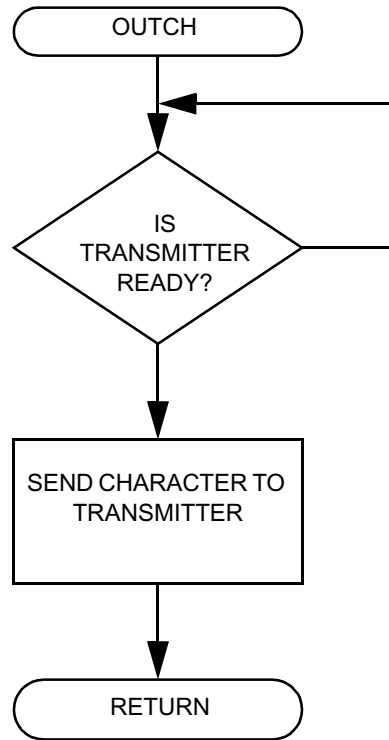 OUTCH
IS
TRANSMITTER
READY?
SEND CHARACTER TO
TRANSMITTER
RETURN